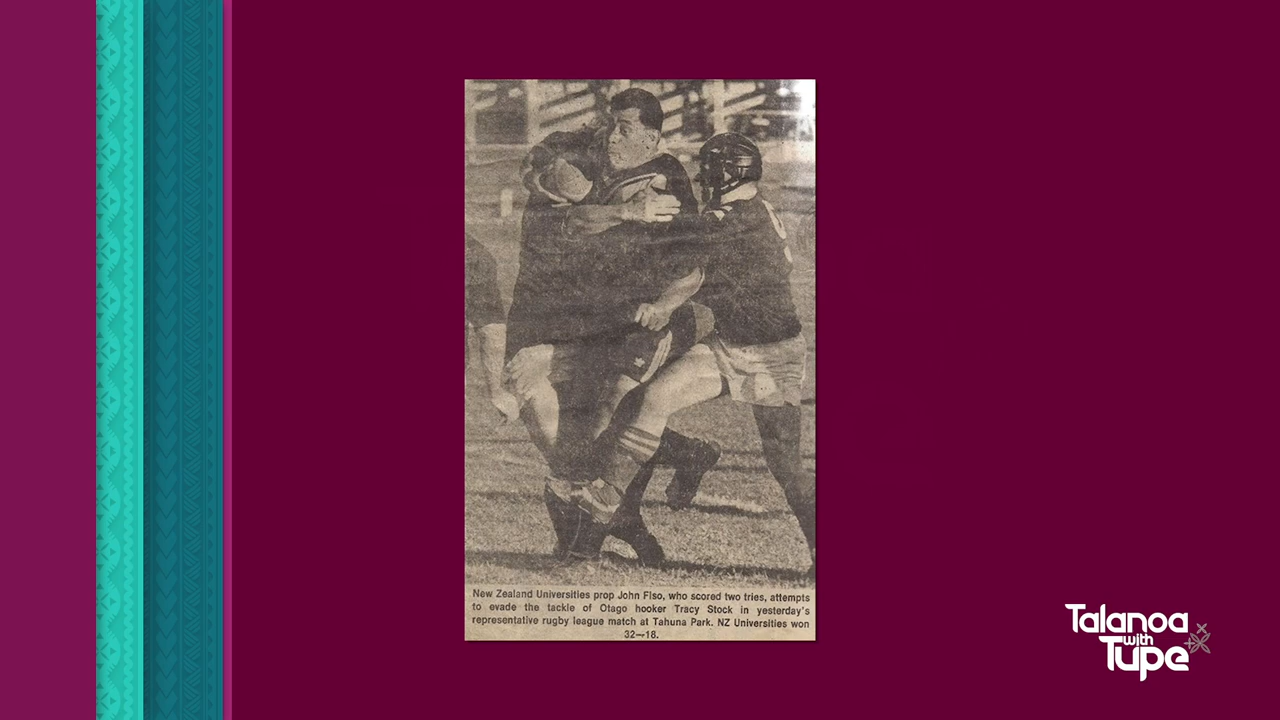 New Zealand Universities prop John Fiso, who scored two tries, attempts
to evade the tackle of Otago hooker Tracy Stock in yesterday's
representative rugby league match at Tahuna Park. NZ Universities won
32—18.
Talanoa
with
Tupe